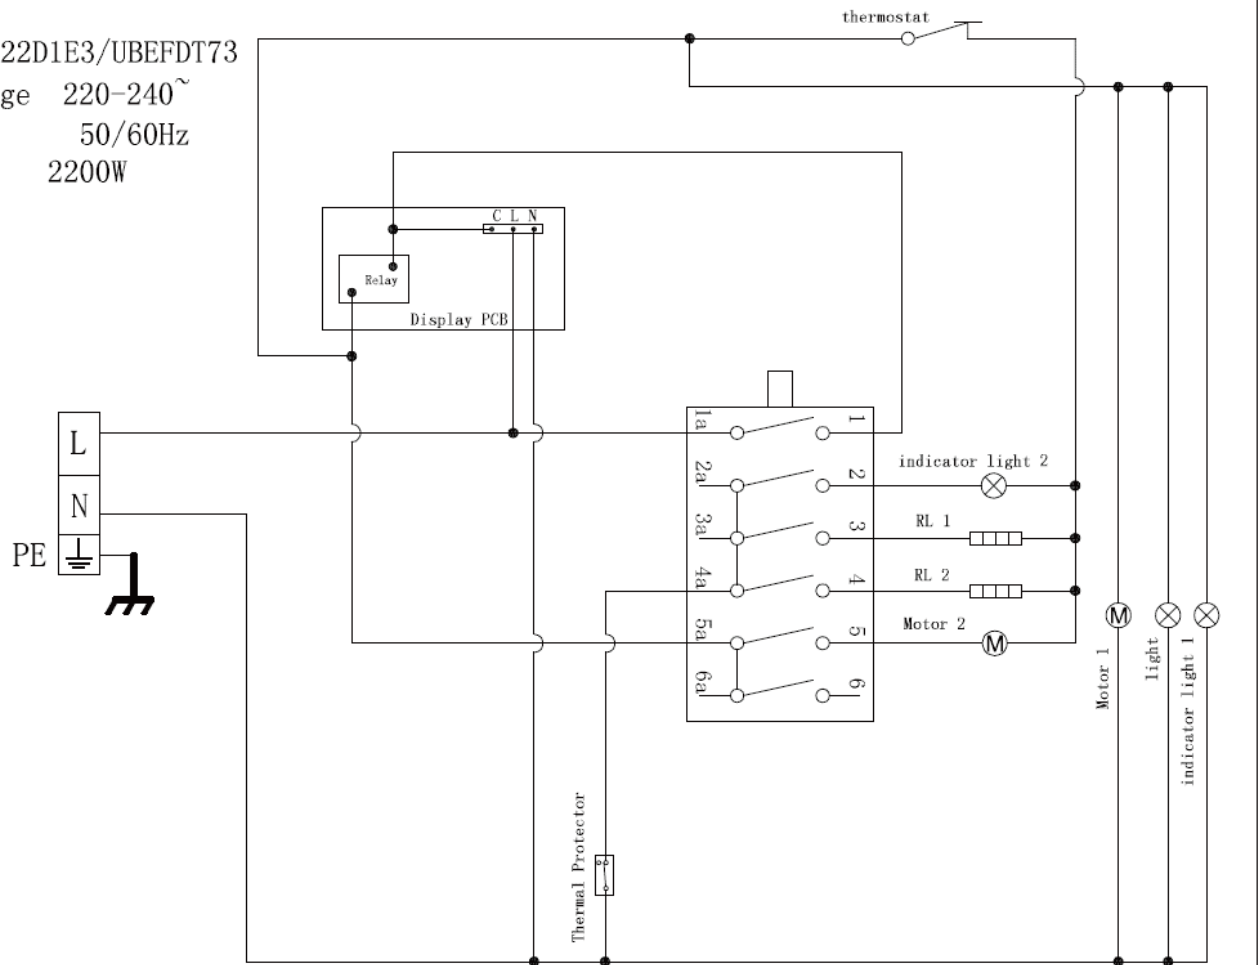 thermostat
22D1E3/UBEFDT73
ge 220-240~
50/60Hz
2200W
C L N
Relay
Display PCB
L
N
PE
1a 1
2a 2
3a 3
4a 4
5a 5
6a 6
indicator light 2
RL 1
RL 2
Motor 2
M
M
Motor 1
light
indicator light 1
Thermal Protector